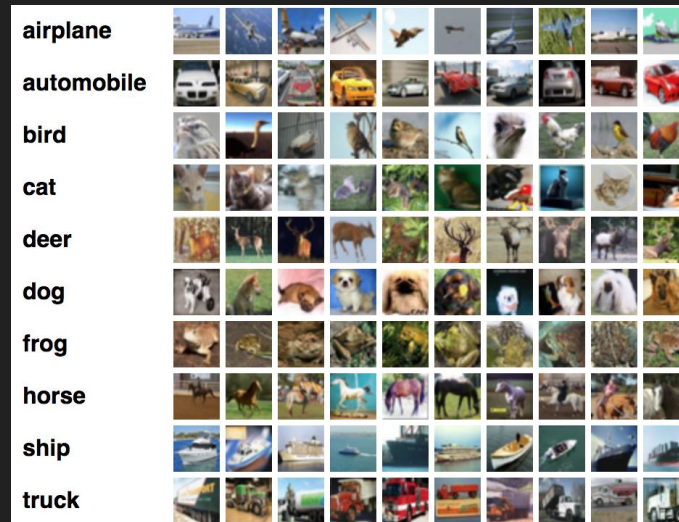 airplane
automobile
bird
cat
deer
dog
frog
horse
ship
truck